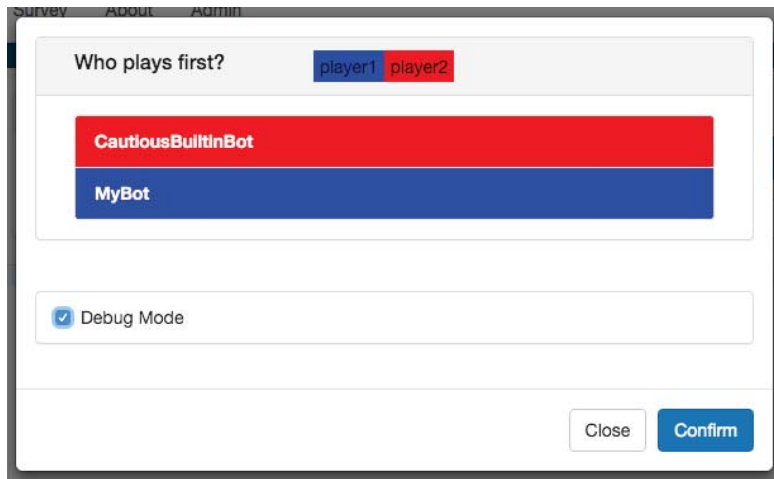 Survey About Admin
Who plays first? player1 player2
CautiousBuiltinBot
MyBot
Debug Mode
Close Confirm